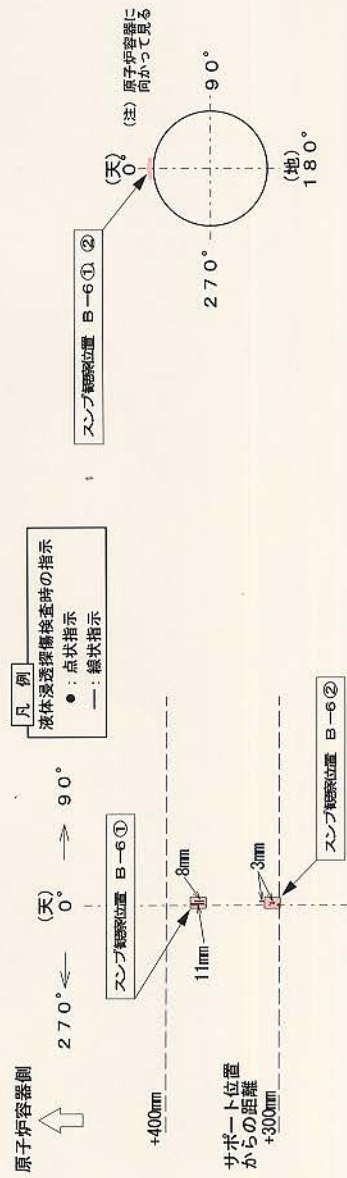 原子炉容器側
270° ← (天) 0° → 90°
凡 例
液体浸透探傷検査時の指示
● : 点状指示
— : 線状指示
スンプ観察位置 B-6①
+400mm
11mm
8mm
サポート位置
からの距離
+300mm
3mm
スンプ観察位置 B-6②
スンプ観察位置 B-6①,②
(注) 原子炉容器に
向かって見る
(天)
0°
270°
90°
(地)
180°